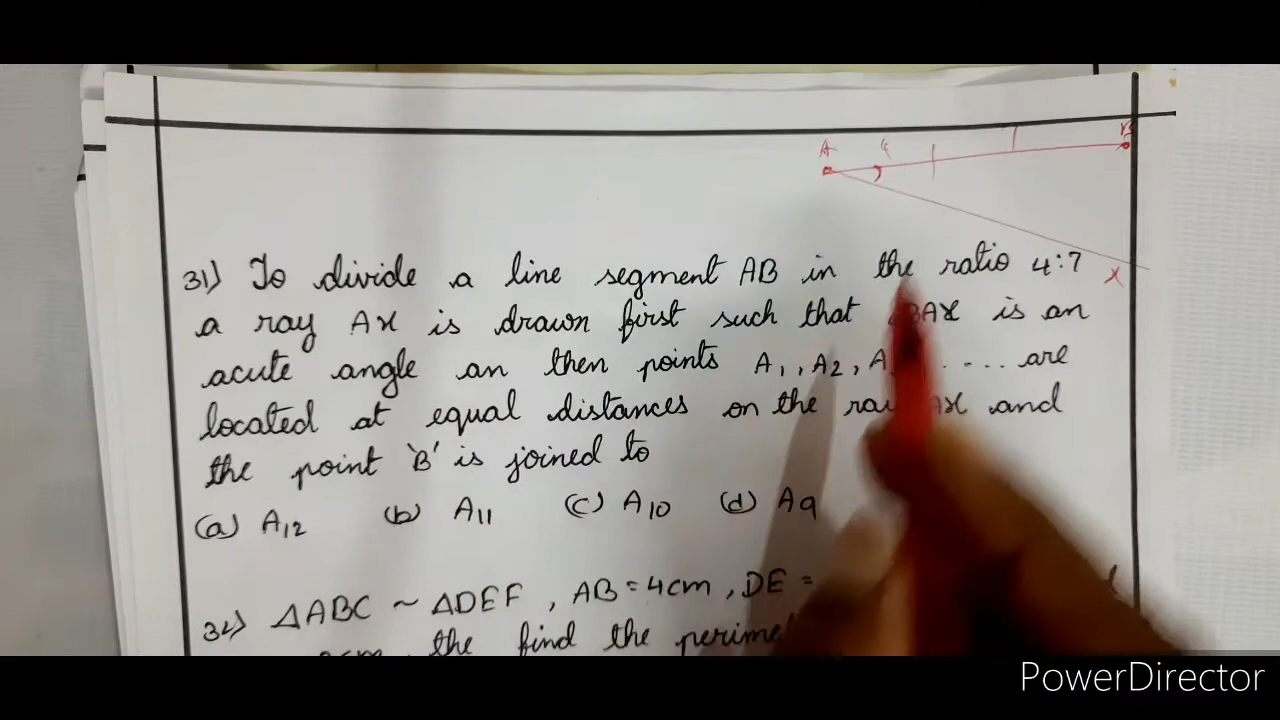 A
B
X
31) To divide a line segment AB in the ratio 4:7
a ray AX is drawn first such that BAX is an
acute angle an then points A1, A2, A .... are
located at equal distances on the ray AX and
the point 'B' is joined to
(a) A12 (b) A11 (c) A10 (d) A9
32) ΔABC ~ ΔDEF, AB = 4cm, DE =
the find the
PowerDirector